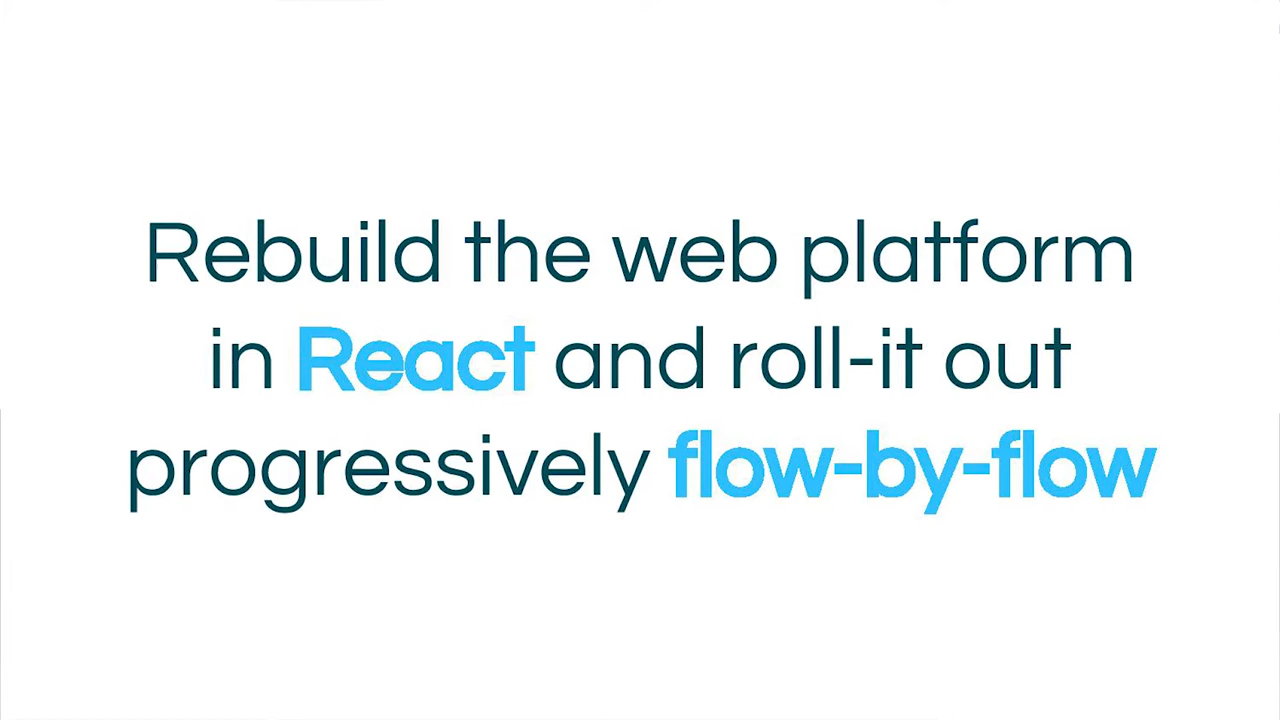 Rebuild the web platform
in React and roll-it out
progressively flow-by-flow